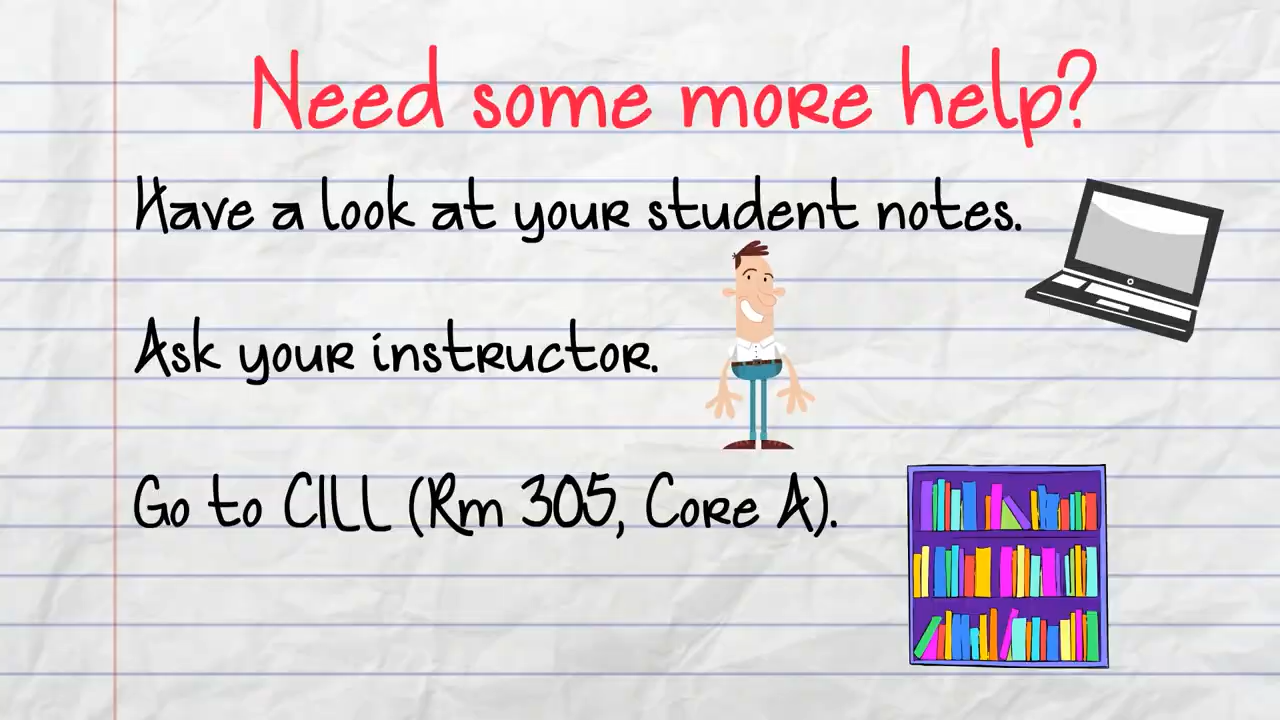 Need some more help?
Have a look at your student notes.
Ask your instructor.
Go to CILL (Rm 305, Core A).